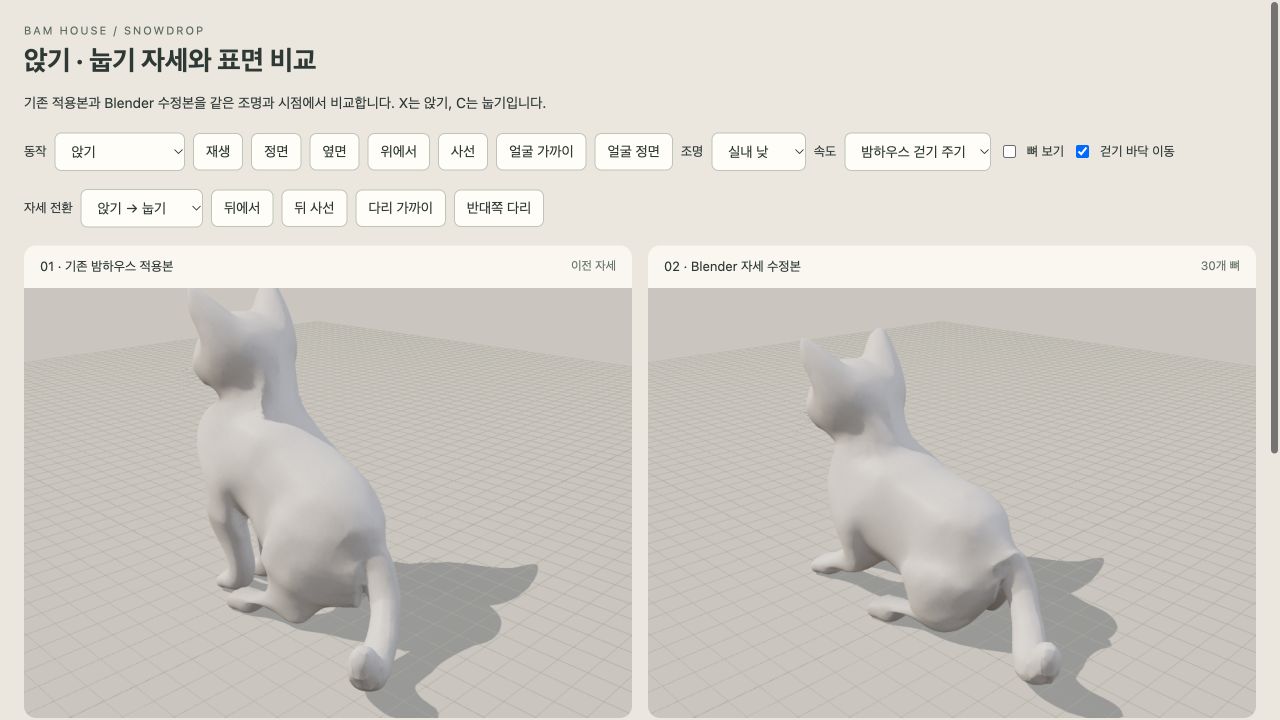 BAM HOUSE / SNOWDROP
앉기 · 눕기 자세와 표면 비교
기존 적용본과 Blender 수정본을 같은 조명과 시점에서 비교합니다. X는 앉기, C는 눕기입니다.
동작 앉기 재생 정면 옆면 위에서 사선 얼굴 가까이 얼굴 정면 조명 실내 낮 속도 밤하우스 걷기 주기 뼈 보기 걷기 바닥 이동
자세 전환 앉기 → 눕기 뒤에서 뒤 사선 다리 가까이 반대쪽 다리
01 · 기존 밤하우스 적용본 이전 자세
02 · Blender 자세 수정본 30개 뼈